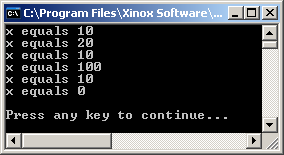 C:\Program Files\Xinox Software\...
x equals 10
x equals 20
x equals 10
x equals 100
x equals 10
x equals 0
Press any key to continue...